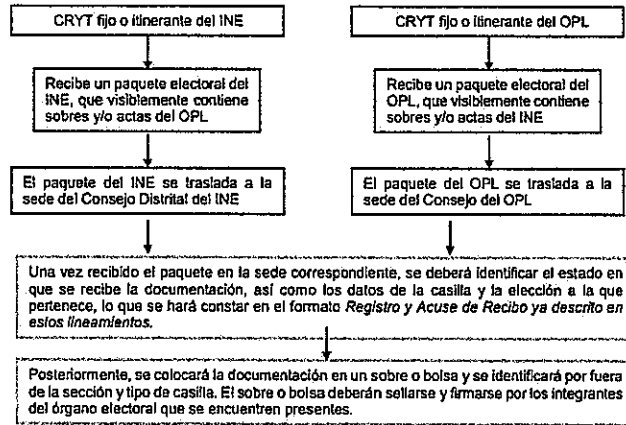 CRYT fijo o itinerante del INE
CRYT fijo o itinerante del OPL
Recibe un paquete electoral del
INE, que visiblemente contiene
sobres y/o actas del OPL
Recibe un paquete electoral del
OPL, que visiblemente contiene
sobres y/o actas del INE
El paquete del INE se traslada a la
sede del Consejo Distrital del INE
El paquete del OPL se traslada a la
sede del Consejo del OPL
Una vez recibido el paquete en la sede correspondiente, se deberá identificar el estado en
que se recibe la documentación, así como los datos de la casilla y la elección a la que
pertenece, lo que se hará constar en el formato Registro y Acuse de Recibo ya descrito en
estos lineamientos.
Posteriormente, se colocará la documentación en un sobre o bolsa y se identificará por fuera
de la sección y tipo de casilla. El sobre o bolsa deberán sellarse y firmarse por los integrantes
del órgano electoral que se encuentren presentes.